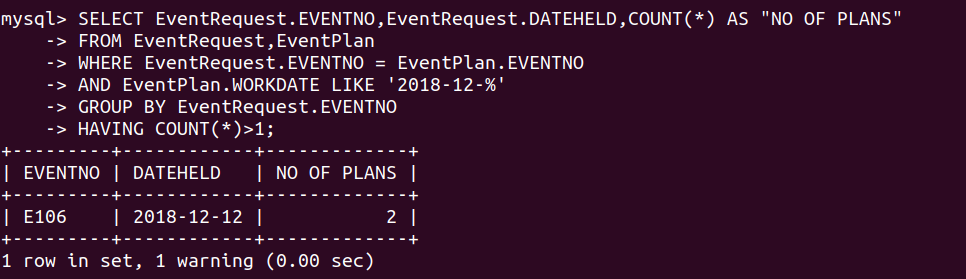 mysql> SELECT EventRequest.EVENTNO,EventRequest.DATEHELD,COUNT(*) AS "NO OF PLANS"
    -> FROM EventRequest,EventPlan
    -> WHERE EventRequest.EVENTNO = EventPlan.EVENTNO
    -> AND EventPlan.WORKDATE LIKE '2018-12-%'
    -> GROUP BY EventRequest.EVENTNO
    -> HAVING COUNT(*)>1;
+---------+------------+-------------+
| EVENTNO | DATEHELD   | NO OF PLANS |
+---------+------------+-------------+
| E106    | 2018-12-12 |           2 |
+---------+------------+-------------+
1 row in set, 1 warning (0.00 sec)